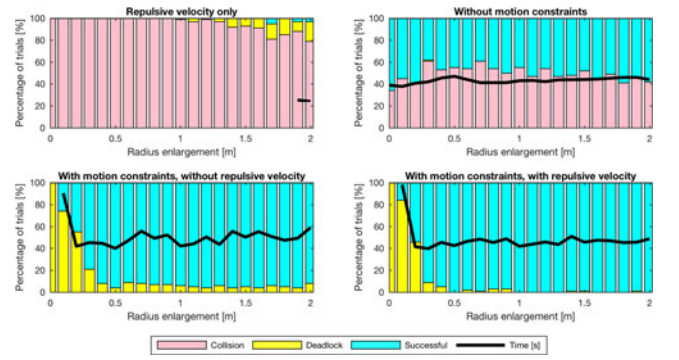 Repulsive velocity only
Percentage of trials [%]
100
80
60
40
20
0
0 0.5 1 1.5 2
Radius enlargement [m]
Without motion constraints
Percentage of trials [%]
100
80
60
40
20
0
0 0.5 1 1.5 2
Radius enlargement [m]
With motion constraints, without repulsive velocity
Percentage of trials [%]
100
80
60
40
20
0
0 0.5 1 1.5 2
Radius enlargement [m]
With motion constraints, with repulsive velocity
Percentage of trials [%]
100
80
60
40
20
0
0 0.5 1 1.5 2
Radius enlargement [m]
Collision Deadlock Successful Time [s]